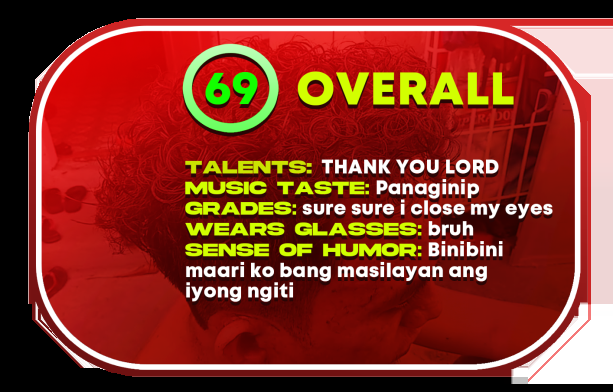 69 OVERALL
TALENTS: THANK YOU LORD
MUSIC TASTE: Panaginip
GRADES: sure sure i close my eyes
WEARS GLASSES: bruh
SENSE OF HUMOR: Binibini
maari ko bang masilayan ang
iyong ngiti